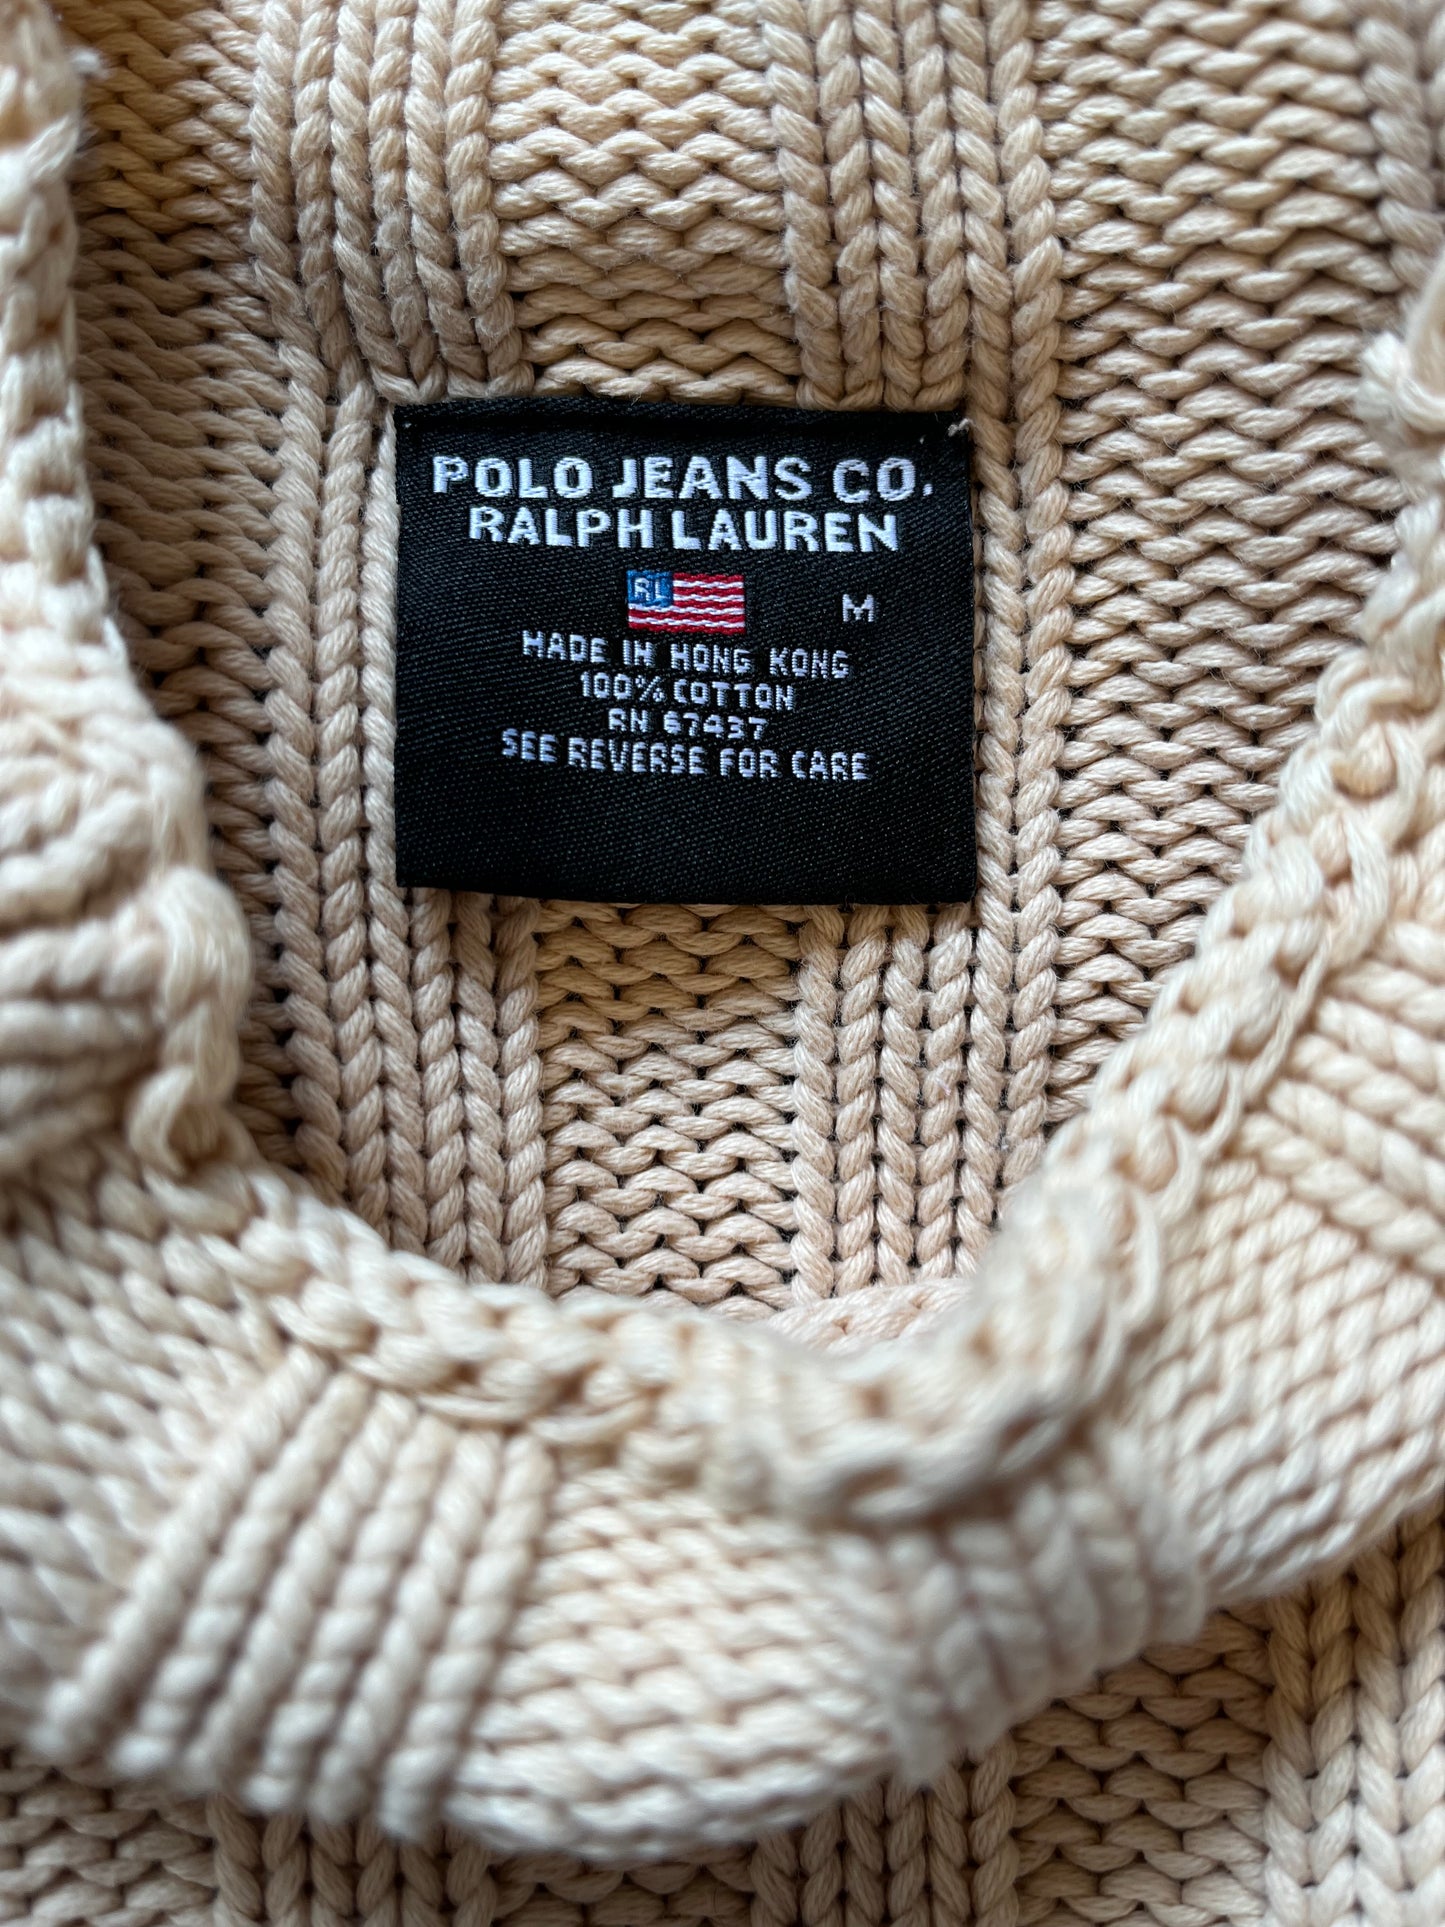 POLO JEANS CO.
RALPH LAUREN
RL
M
MADE IN HONG KONG
100% COTTON
RN 67437
SEE REVERSE FOR CARE